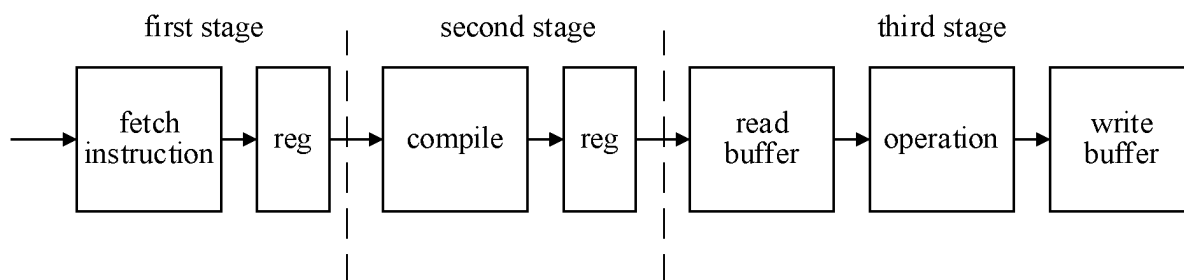 first stage
second stage
third stage
fetch
instruction
reg
compile
reg
read
buffer
operation
write
buffer